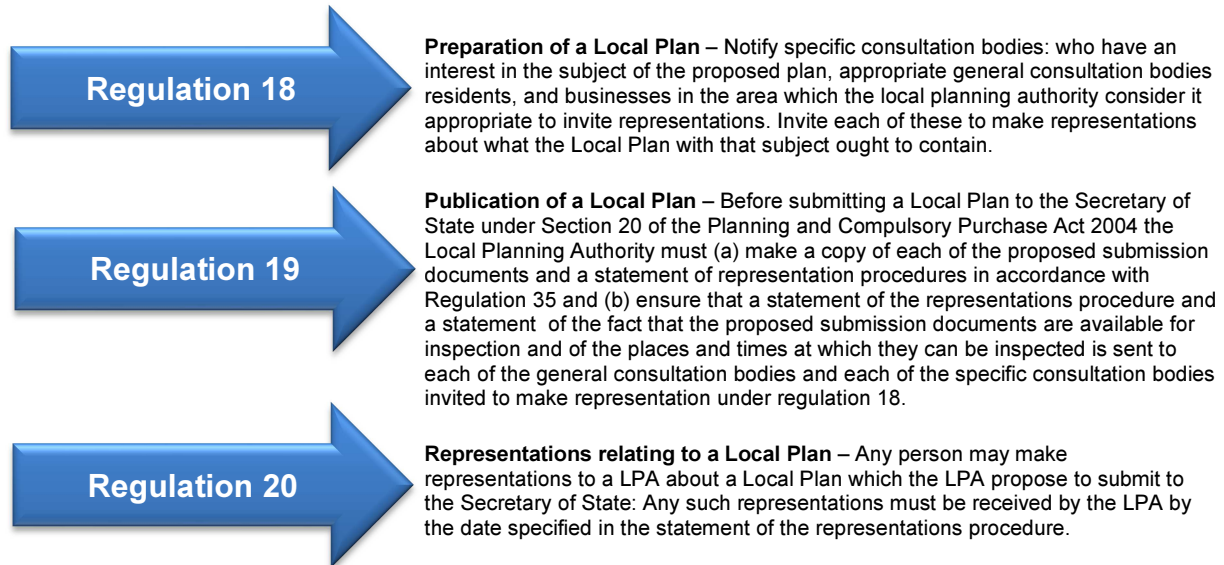 Regulation 18
Preparation of a Local Plan – Notify specific consultation bodies: who have an
interest in the subject of the proposed plan, appropriate general consultation bodies
residents, and businesses in the area which the local planning authority consider it
appropriate to invite representations. Invite each of these to make representations
about what the Local Plan with that subject ought to contain.
Regulation 19
Publication of a Local Plan – Before submitting a Local Plan to the Secretary of
State under Section 20 of the Planning and Compulsory Purchase Act 2004 the
Local Planning Authority must (a) make a copy of each of the proposed submission
documents and a statement of representation procedures in accordance with
Regulation 35 and (b) ensure that a statement of the representations procedure and
a statement of the fact that the proposed submission documents are available for
inspection and of the places and times at which they can be inspected is sent to
each of the general consultation bodies and each of the specific consultation bodies
invited to make representation under regulation 18.
Regulation 20
Representations relating to a Local Plan – Any person may make
representations to a LPA about a Local Plan which the LPA propose to submit to
the Secretary of State: Any such representations must be received by the LPA by
the date specified in the statement of the representations procedure.